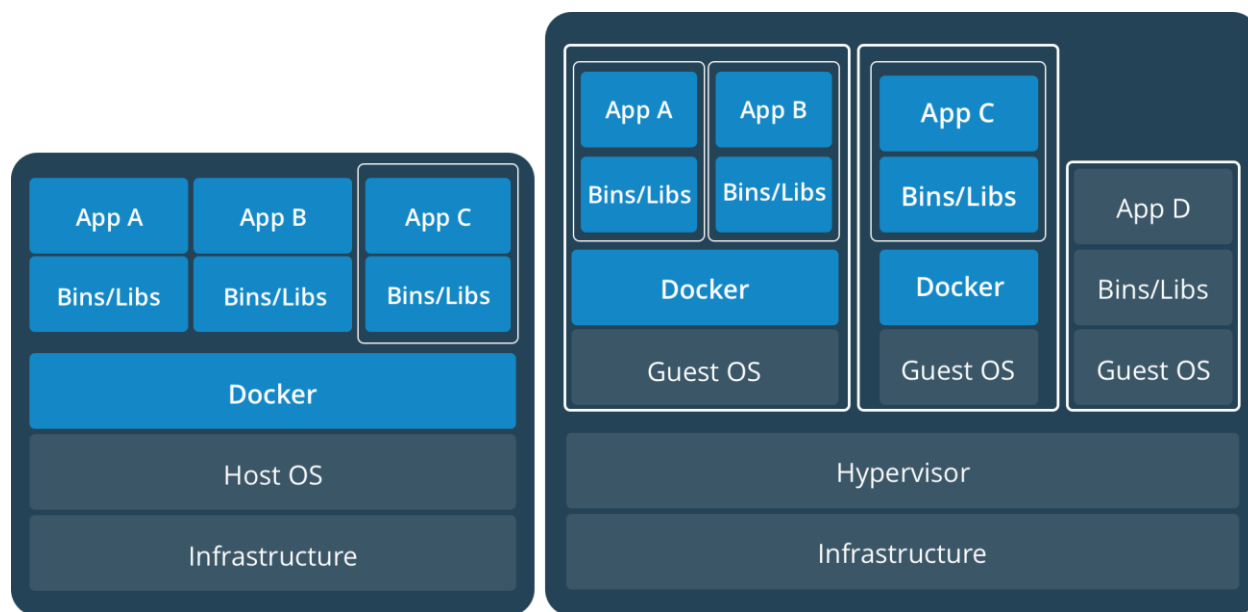 App A
App B
App C
Bins/Libs
Bins/Libs
Bins/Libs
Docker
Host OS
Infrastructure
App A
App B
Bins/Libs
Bins/Libs
Docker
Guest OS
App C
Bins/Libs
Docker
Guest OS
App D
Bins/Libs
Guest OS
Hypervisor
Infrastructure